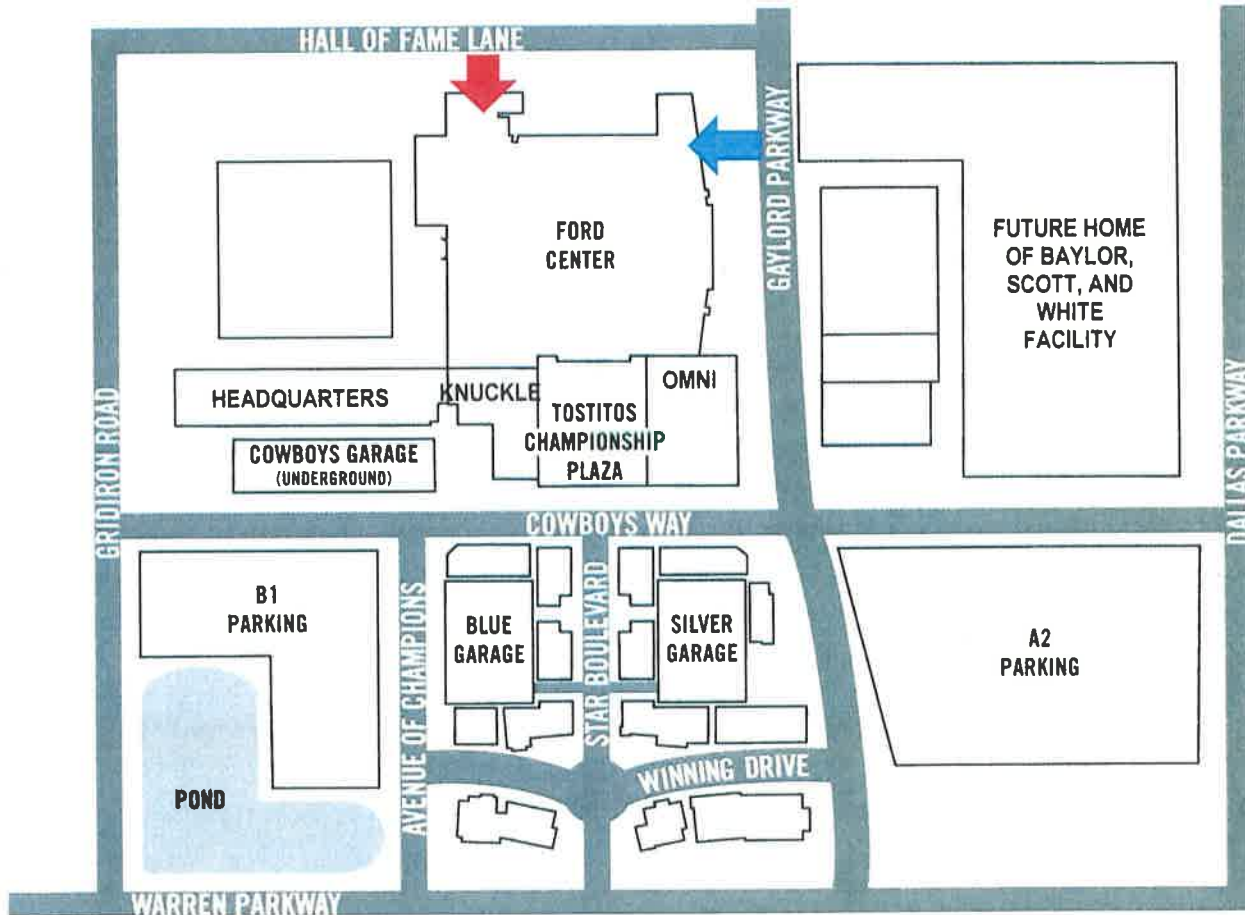 HALL OF FAME LANE
GAYLORD PARKWAY
FORD
CENTER
FUTURE HOME
OF BAYLOR,
SCOTT, AND
WHITE
FACILITY
GRIDIRON ROAD
DALLAS PARKWAY
HEADQUARTERS
KNUCKLE
OMNI
TOSTITOS
CHAMPIONSHIP
PLAZA
COWBOYS GARAGE
(UNDERGROUND)
COWBOYS WAY
B1
PARKING
AVENUE OF CHAMPIONS
BLUE
GARAGE
STAR BOULEVARD
SILVER
GARAGE
A2
PARKING
WINNING DRIVE
POND
WARREN PARKWAY